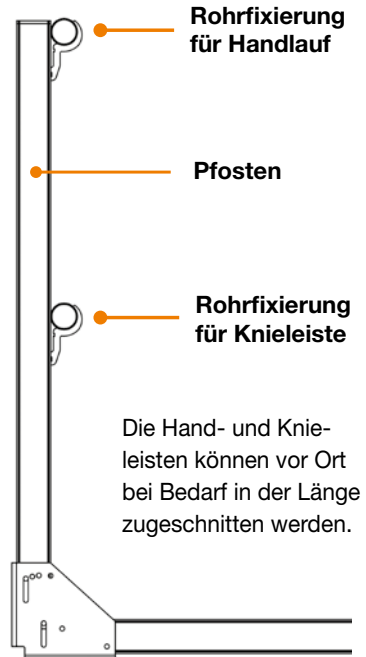 Rohrfixierung
für Handlauf
Pfosten
Rohrfixierung
für Knieleiste
Die Hand- und Knie-
leisten können vor Ort
bei Bedarf in der Länge
zugeschnitten werden.